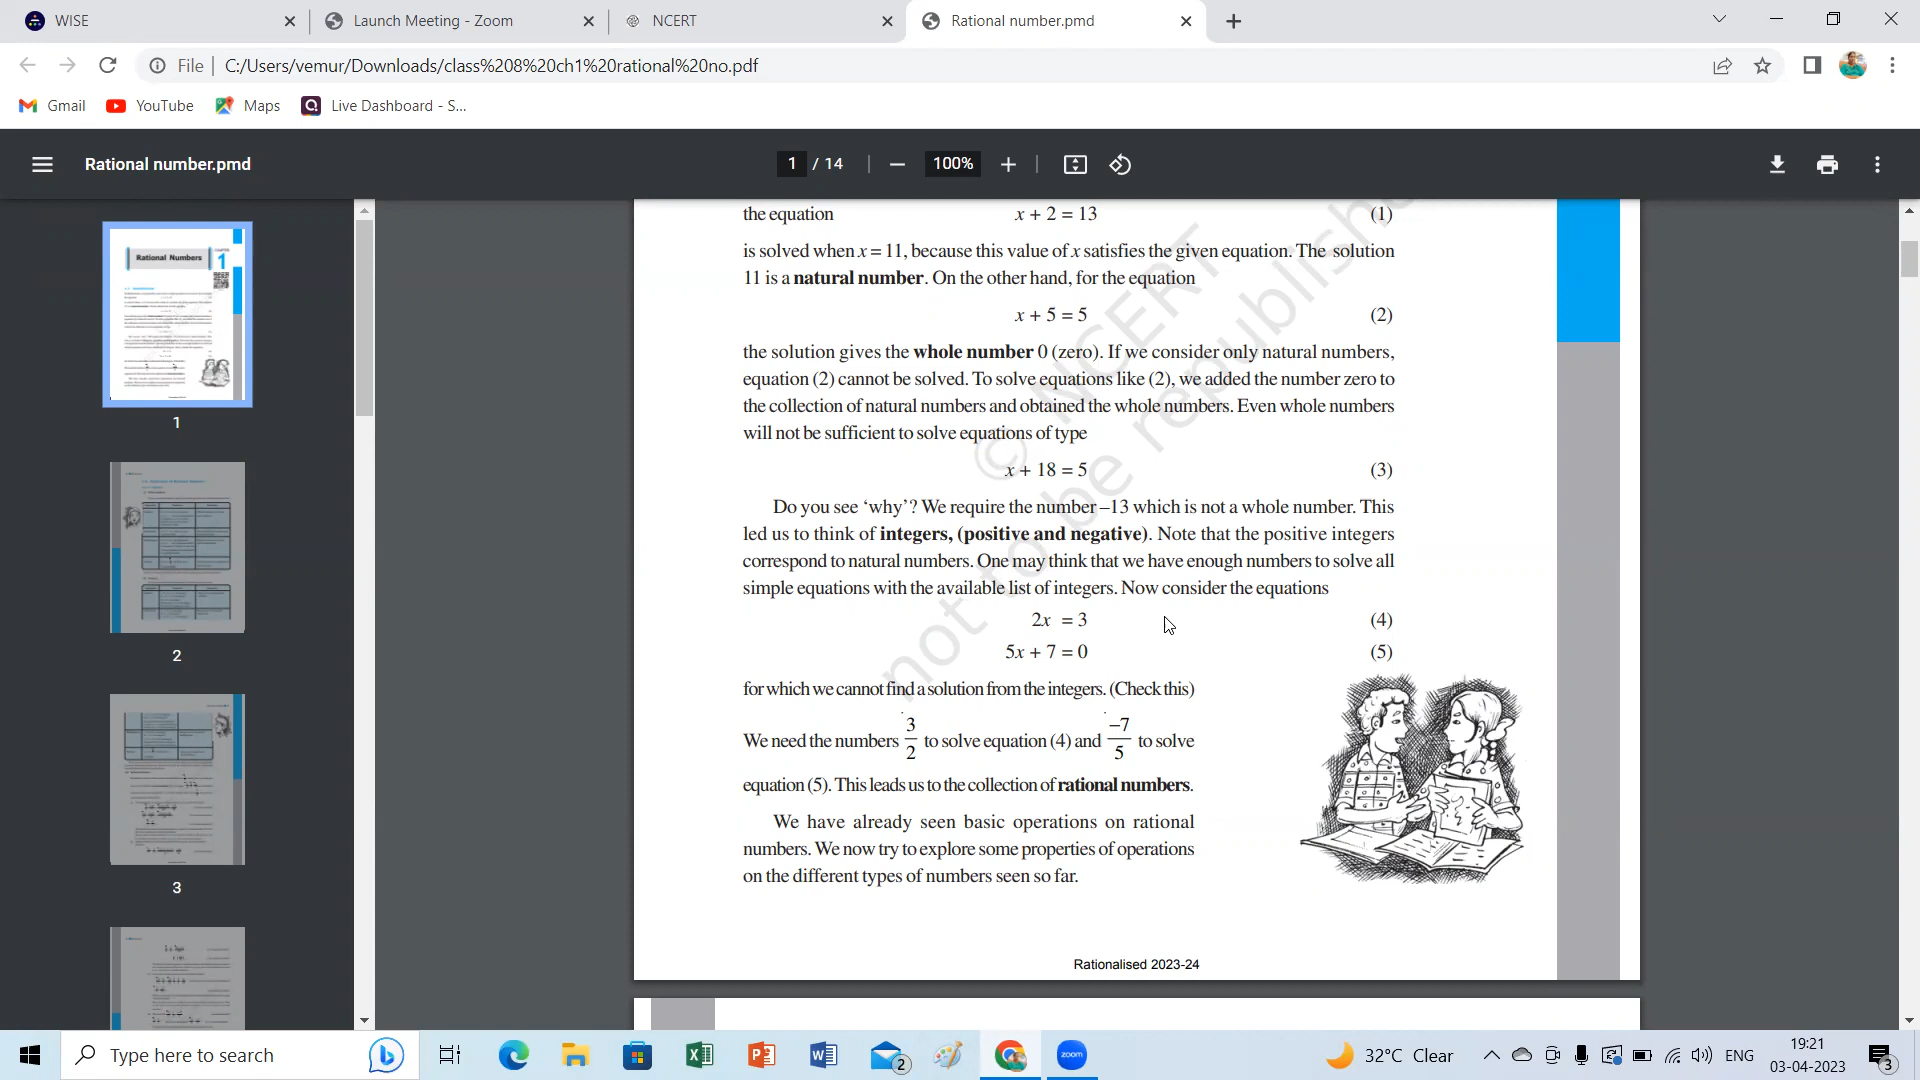 WISE
Launch Meeting - Zoom
NCERT
Rational number.pmd
File | C:/Users/vemur/Downloads/class%208%20ch1%20rational%20no.pdf
Gmail
YouTube
Maps
Live Dashboard - S...
Rational number.pmd
1 / 14
100%
Rational Numbers
1
1
2
3
the equation x + 2 = 13 (1)
is solved when x = 11, because this value of x satisfies the given equation. The solution
11 is a natural number. On the other hand, for the equation
x + 5 = 5 (2)
the solution gives the whole number 0 (zero). If we consider only natural numbers,
equation (2) cannot be solved. To solve equations like (2), we added the number zero to
the collection of natural numbers and obtained the whole numbers. Even whole numbers
will not be sufficient to solve equations of type
x + 18 = 5 (3)
Do you see ‘why’? We require the number –13 which is not a whole number. This
led us to think of integers, (positive and negative). Note that the positive integers
correspond to natural numbers. One may think that we have enough numbers to solve all
simple equations with the available list of integers. Now consider the equations
2x = 3 (4)
5x + 7 = 0 (5)
for which we cannot find a solution from the integers. (Check this)
We need the numbers 3/2 to solve equation (4) and –7/5 to solve
equation (5). This leads us to the collection of rational numbers.
We have already seen basic operations on rational
numbers. We now try to explore some properties of operations
on the different types of numbers seen so far.
© NCERT
not to be republishe
Rationalised 2023-24
Type here to search
2
zoom
32°C Clear
ENG
19:21
03-04-2023
3